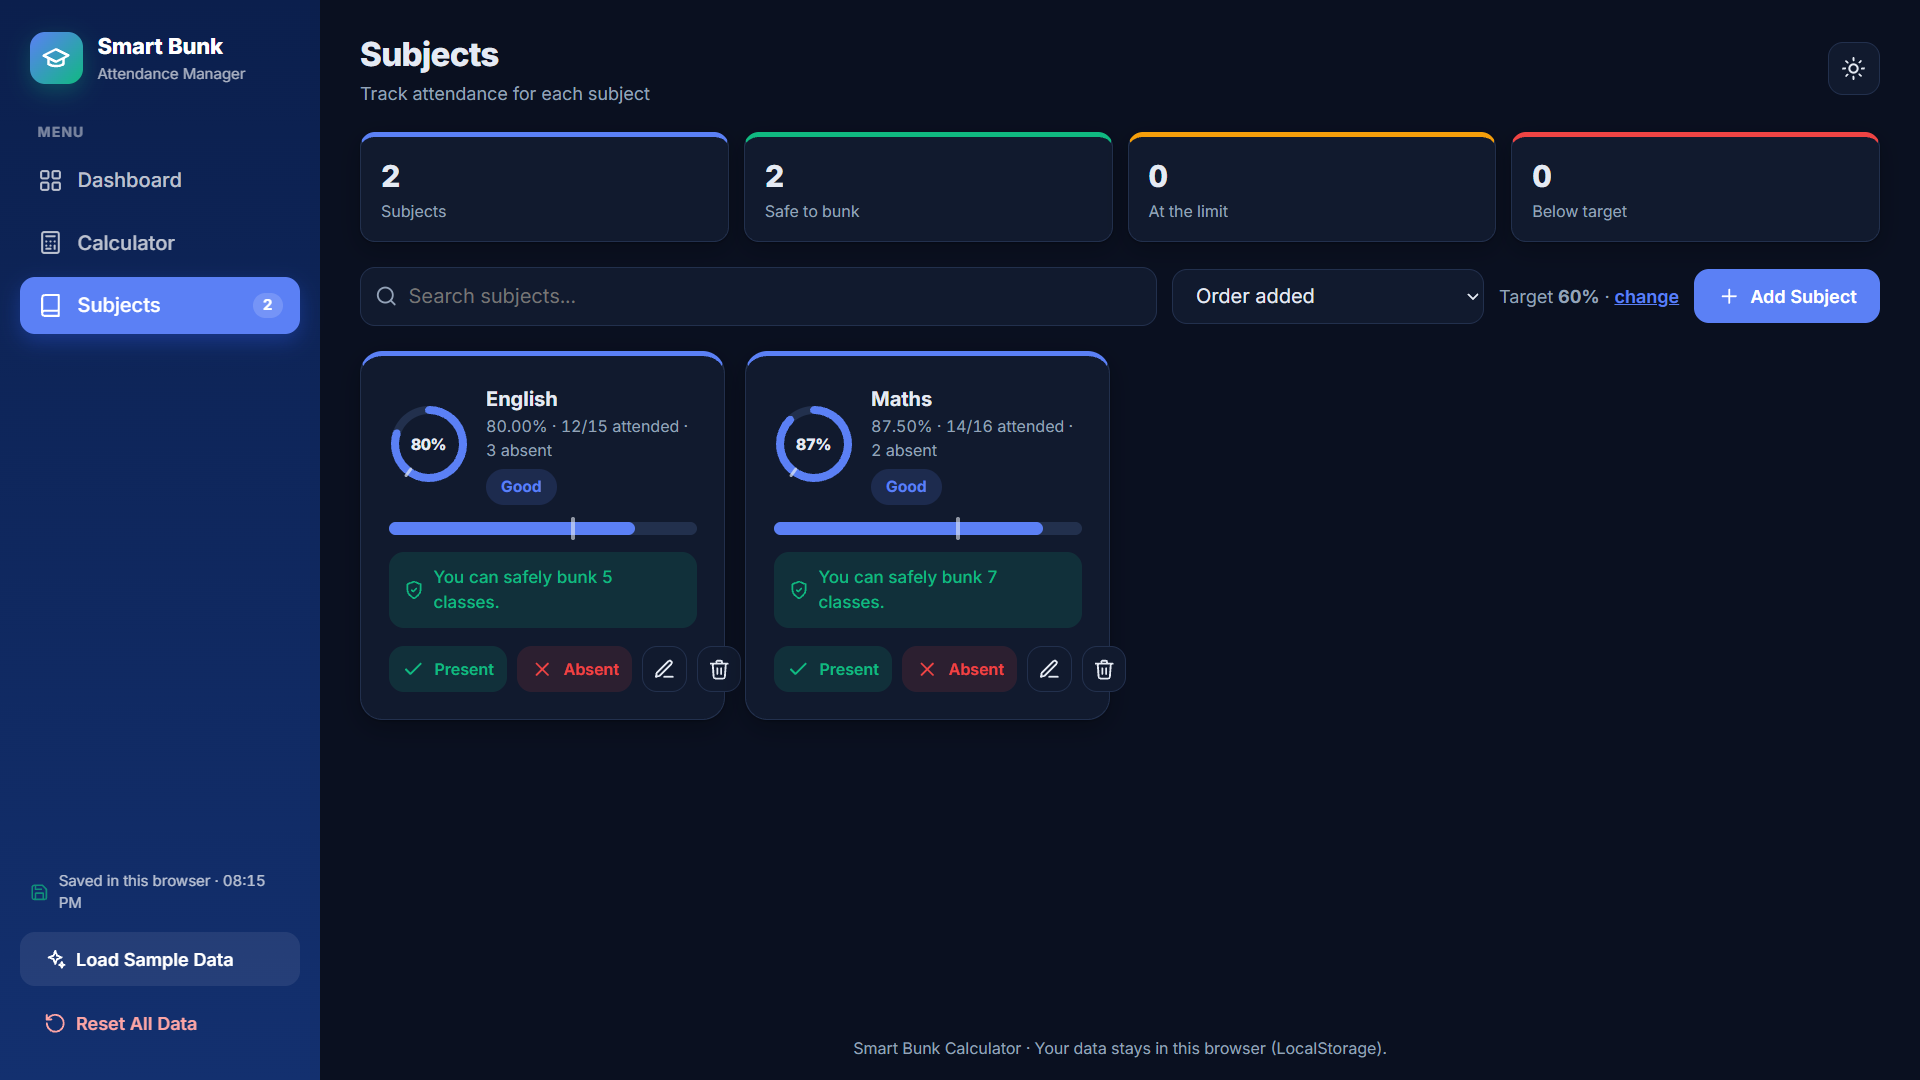 Smart Bunk
Attendance Manager
MENU
Dashboard
Calculator
Subjects 2
Saved in this browser · 08:15
PM
Load Sample Data
Reset All Data
Subjects
Track attendance for each subject
2
Subjects
2
Safe to bunk
0
At the limit
0
Below target
Search subjects...
Order added
Target 60% · change
Add Subject
80%
English
80.00% · 12/15 attended ·
3 absent
Good
You can safely bunk 5
classes.
Present
Absent
87%
Maths
87.50% · 14/16 attended ·
2 absent
Good
You can safely bunk 7
classes.
Present
Absent
Smart Bunk Calculator · Your data stays in this browser (LocalStorage).